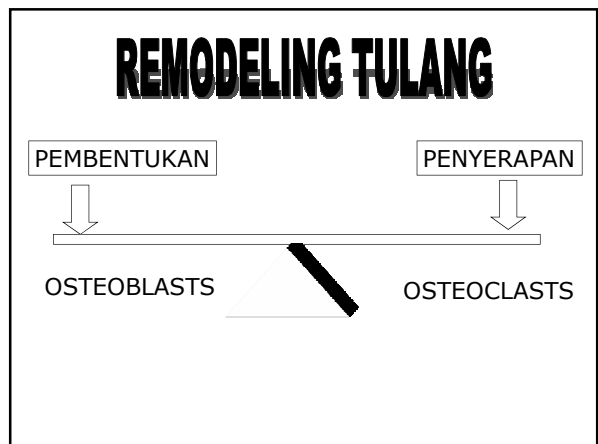 REMODELING TULANG
PEMBENTUKAN
PENYERAPAN
OSTEOBLASTS
OSTEOCLASTS